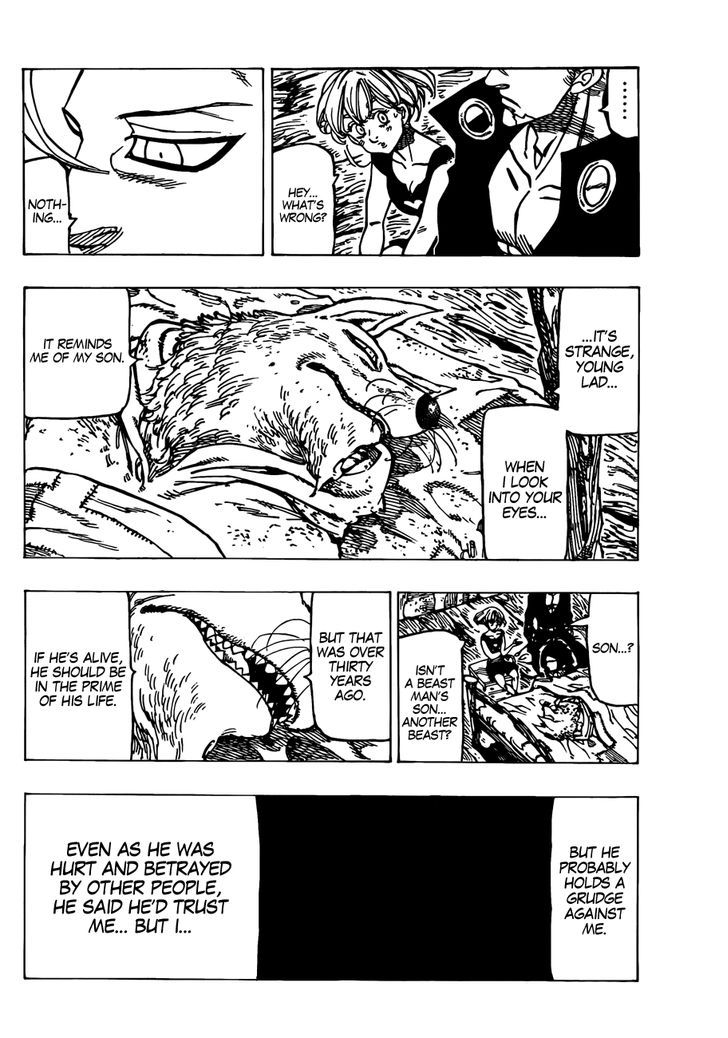 ......
HEY...
WHAT'S
WRONG?
NOTH-
ING...
...IT'S
STRANGE,
YOUNG
LAD...
WHEN
I LOOK
INTO YOUR
EYES...
IT REMINDS
ME OF MY SON.
SON...?
ISN'T
A BEAST
MAN'S
SON...
ANOTHER
BEAST?
BUT THAT
WAS OVER
THIRTY
YEARS
AGO.
IF HE'S ALIVE,
HE SHOULD BE
IN THE PRIME
OF HIS LIFE.
BUT HE
PROBABLY
HOLDS A
GRUDGE
AGAINST
ME.
EVEN AS HE WAS
HURT AND BETRAYED
BY OTHER PEOPLE,
HE SAID HE'D TRUST
ME... BUT I...